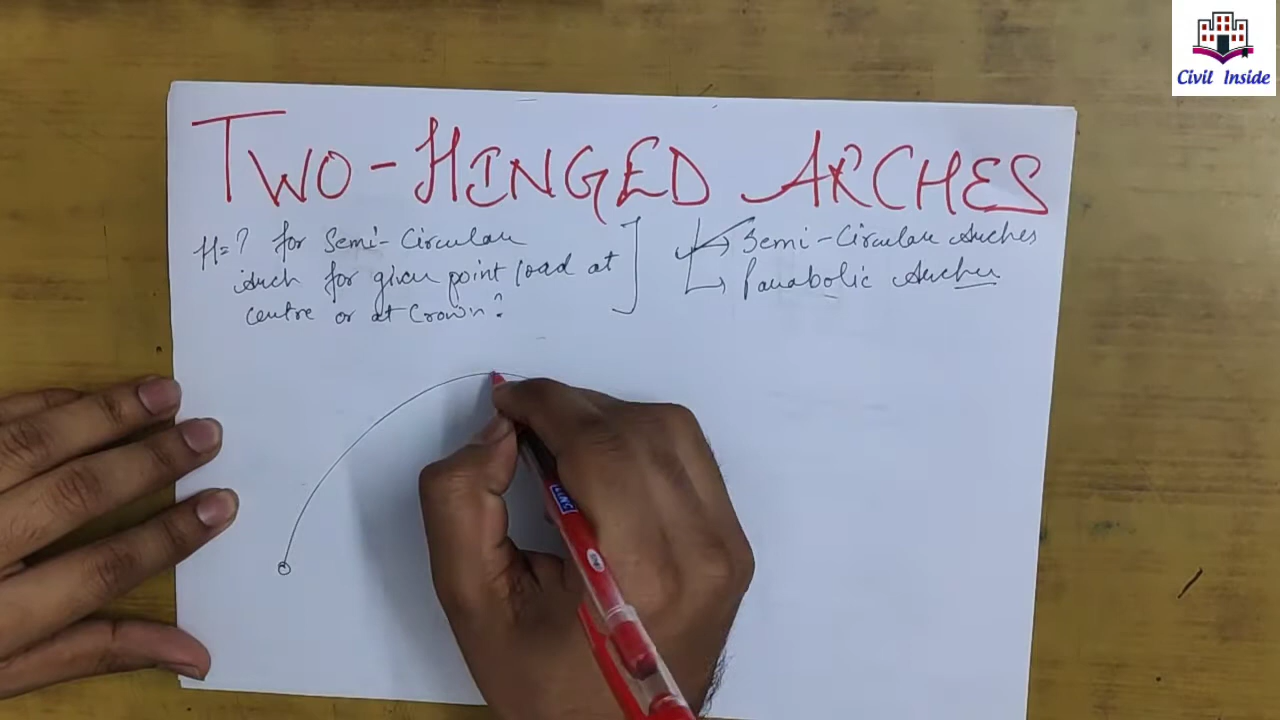 Civil Inside
TWO-HINGED ARCHES
H=? for Semi-Circular
Arch for given point load at
centre or at Crown?
Semi-Circular Arches
Parabolic Arches
LINC